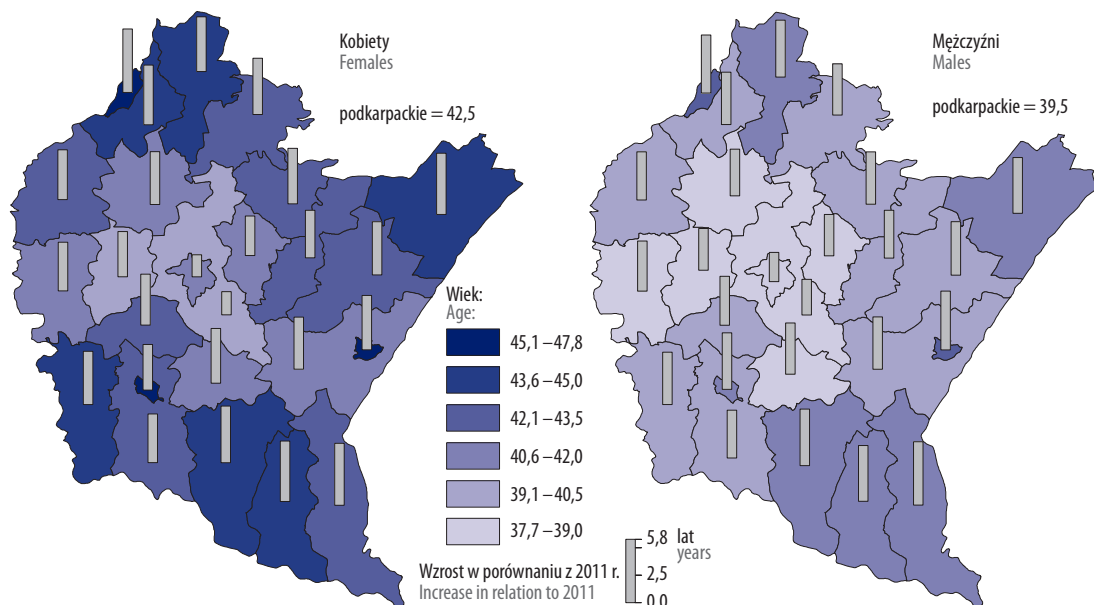 Kobiety
Females
podkarpackie = 42,5
Mężczyźni
Males
podkarpackie = 39,5
Wiek:
Age:
45,1 –47,8
43,6 –45,0
42,1 –43,5
40,6 –42,0
39,1 –40,5
37,7 –39,0
Wzrost w porównaniu z 2011 r.
Increase in relation to 2011
5,8 lat
years
2,5
0,0